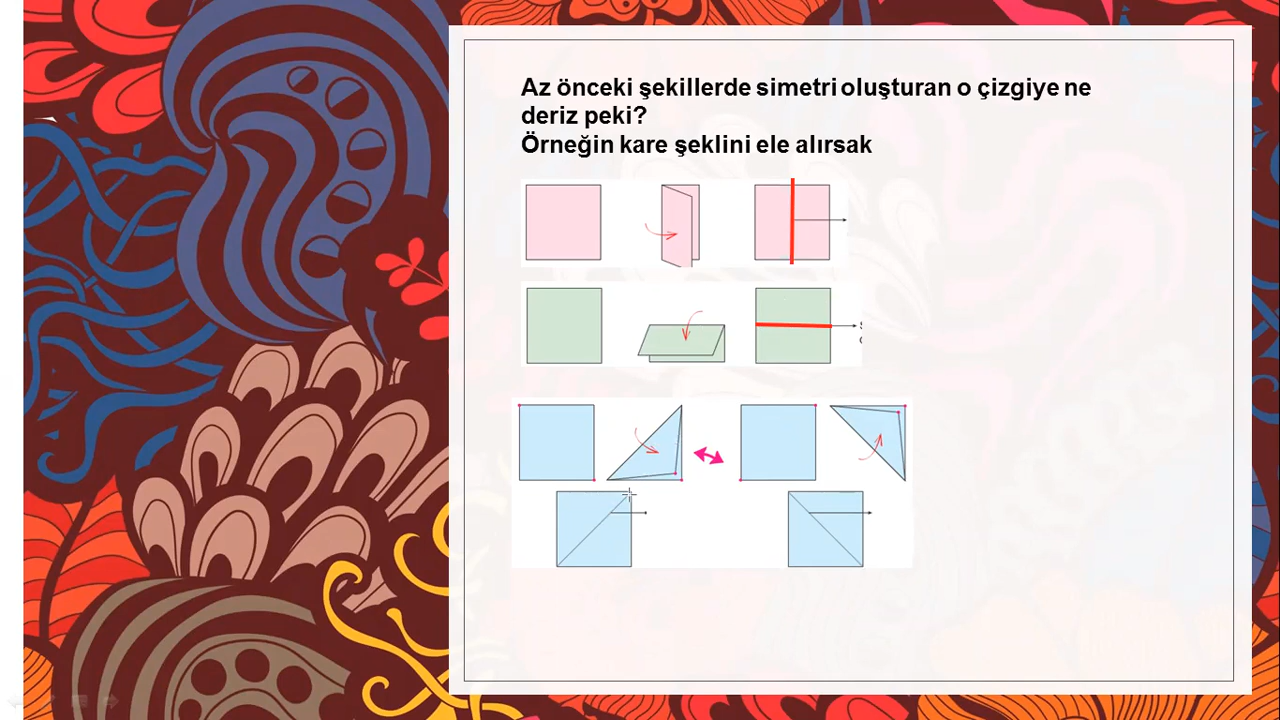 Az önceki şekillerde simetri oluşturan o çizgiye ne
deriz peki?
Örneğin kare şeklini ele alırsak